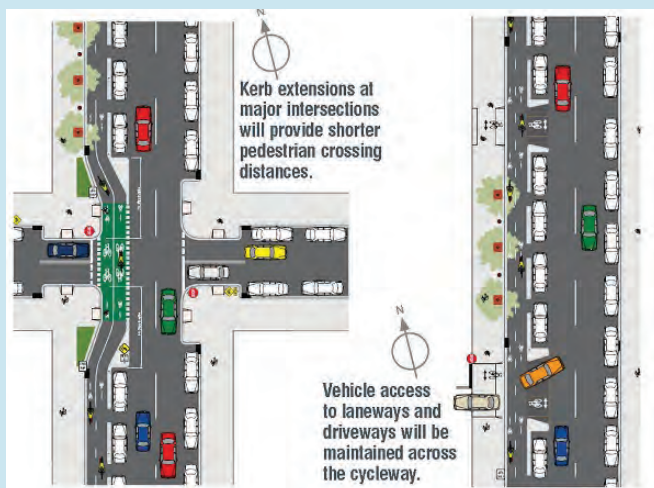 N
Kerb extensions at
major intersections
will provide shorter
pedestrian crossing
distances.
N
Vehicle access
to laneways and
driveways will be
maintained across
the cycleway.